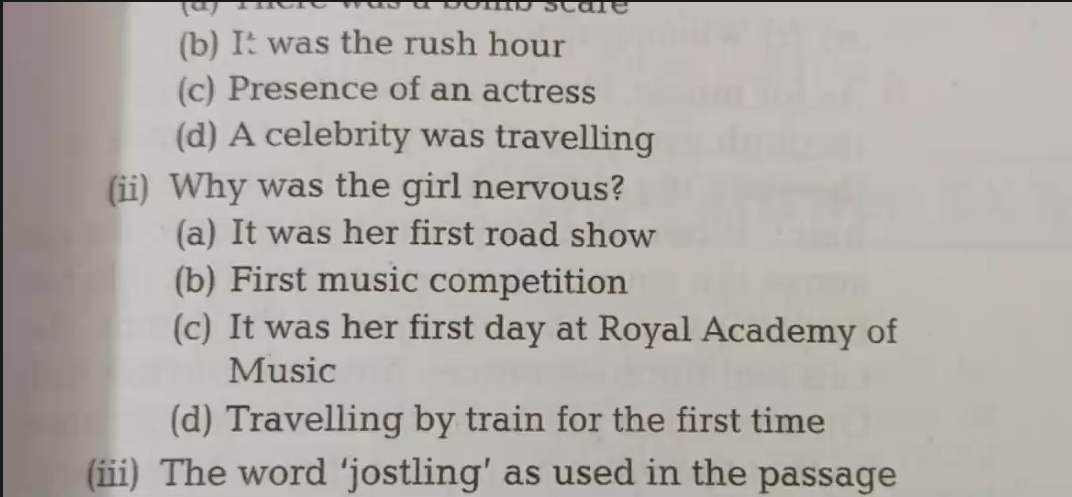 (a) There was a bomb scare
(b) It was the rush hour
(c) Presence of an actress
(d) A celebrity was travelling
(ii) Why was the girl nervous?
(a) It was her first road show
(b) First music competition
(c) It was her first day at Royal Academy of
Music
(d) Travelling by train for the first time
(iii) The word 'jostling' as used in the passage